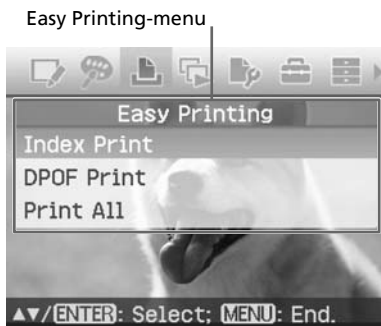 Easy Printing-menu
Easy Printing
Index Print
DPOF Print
Print All
▲▼/ENTER: Select; MENU: End.